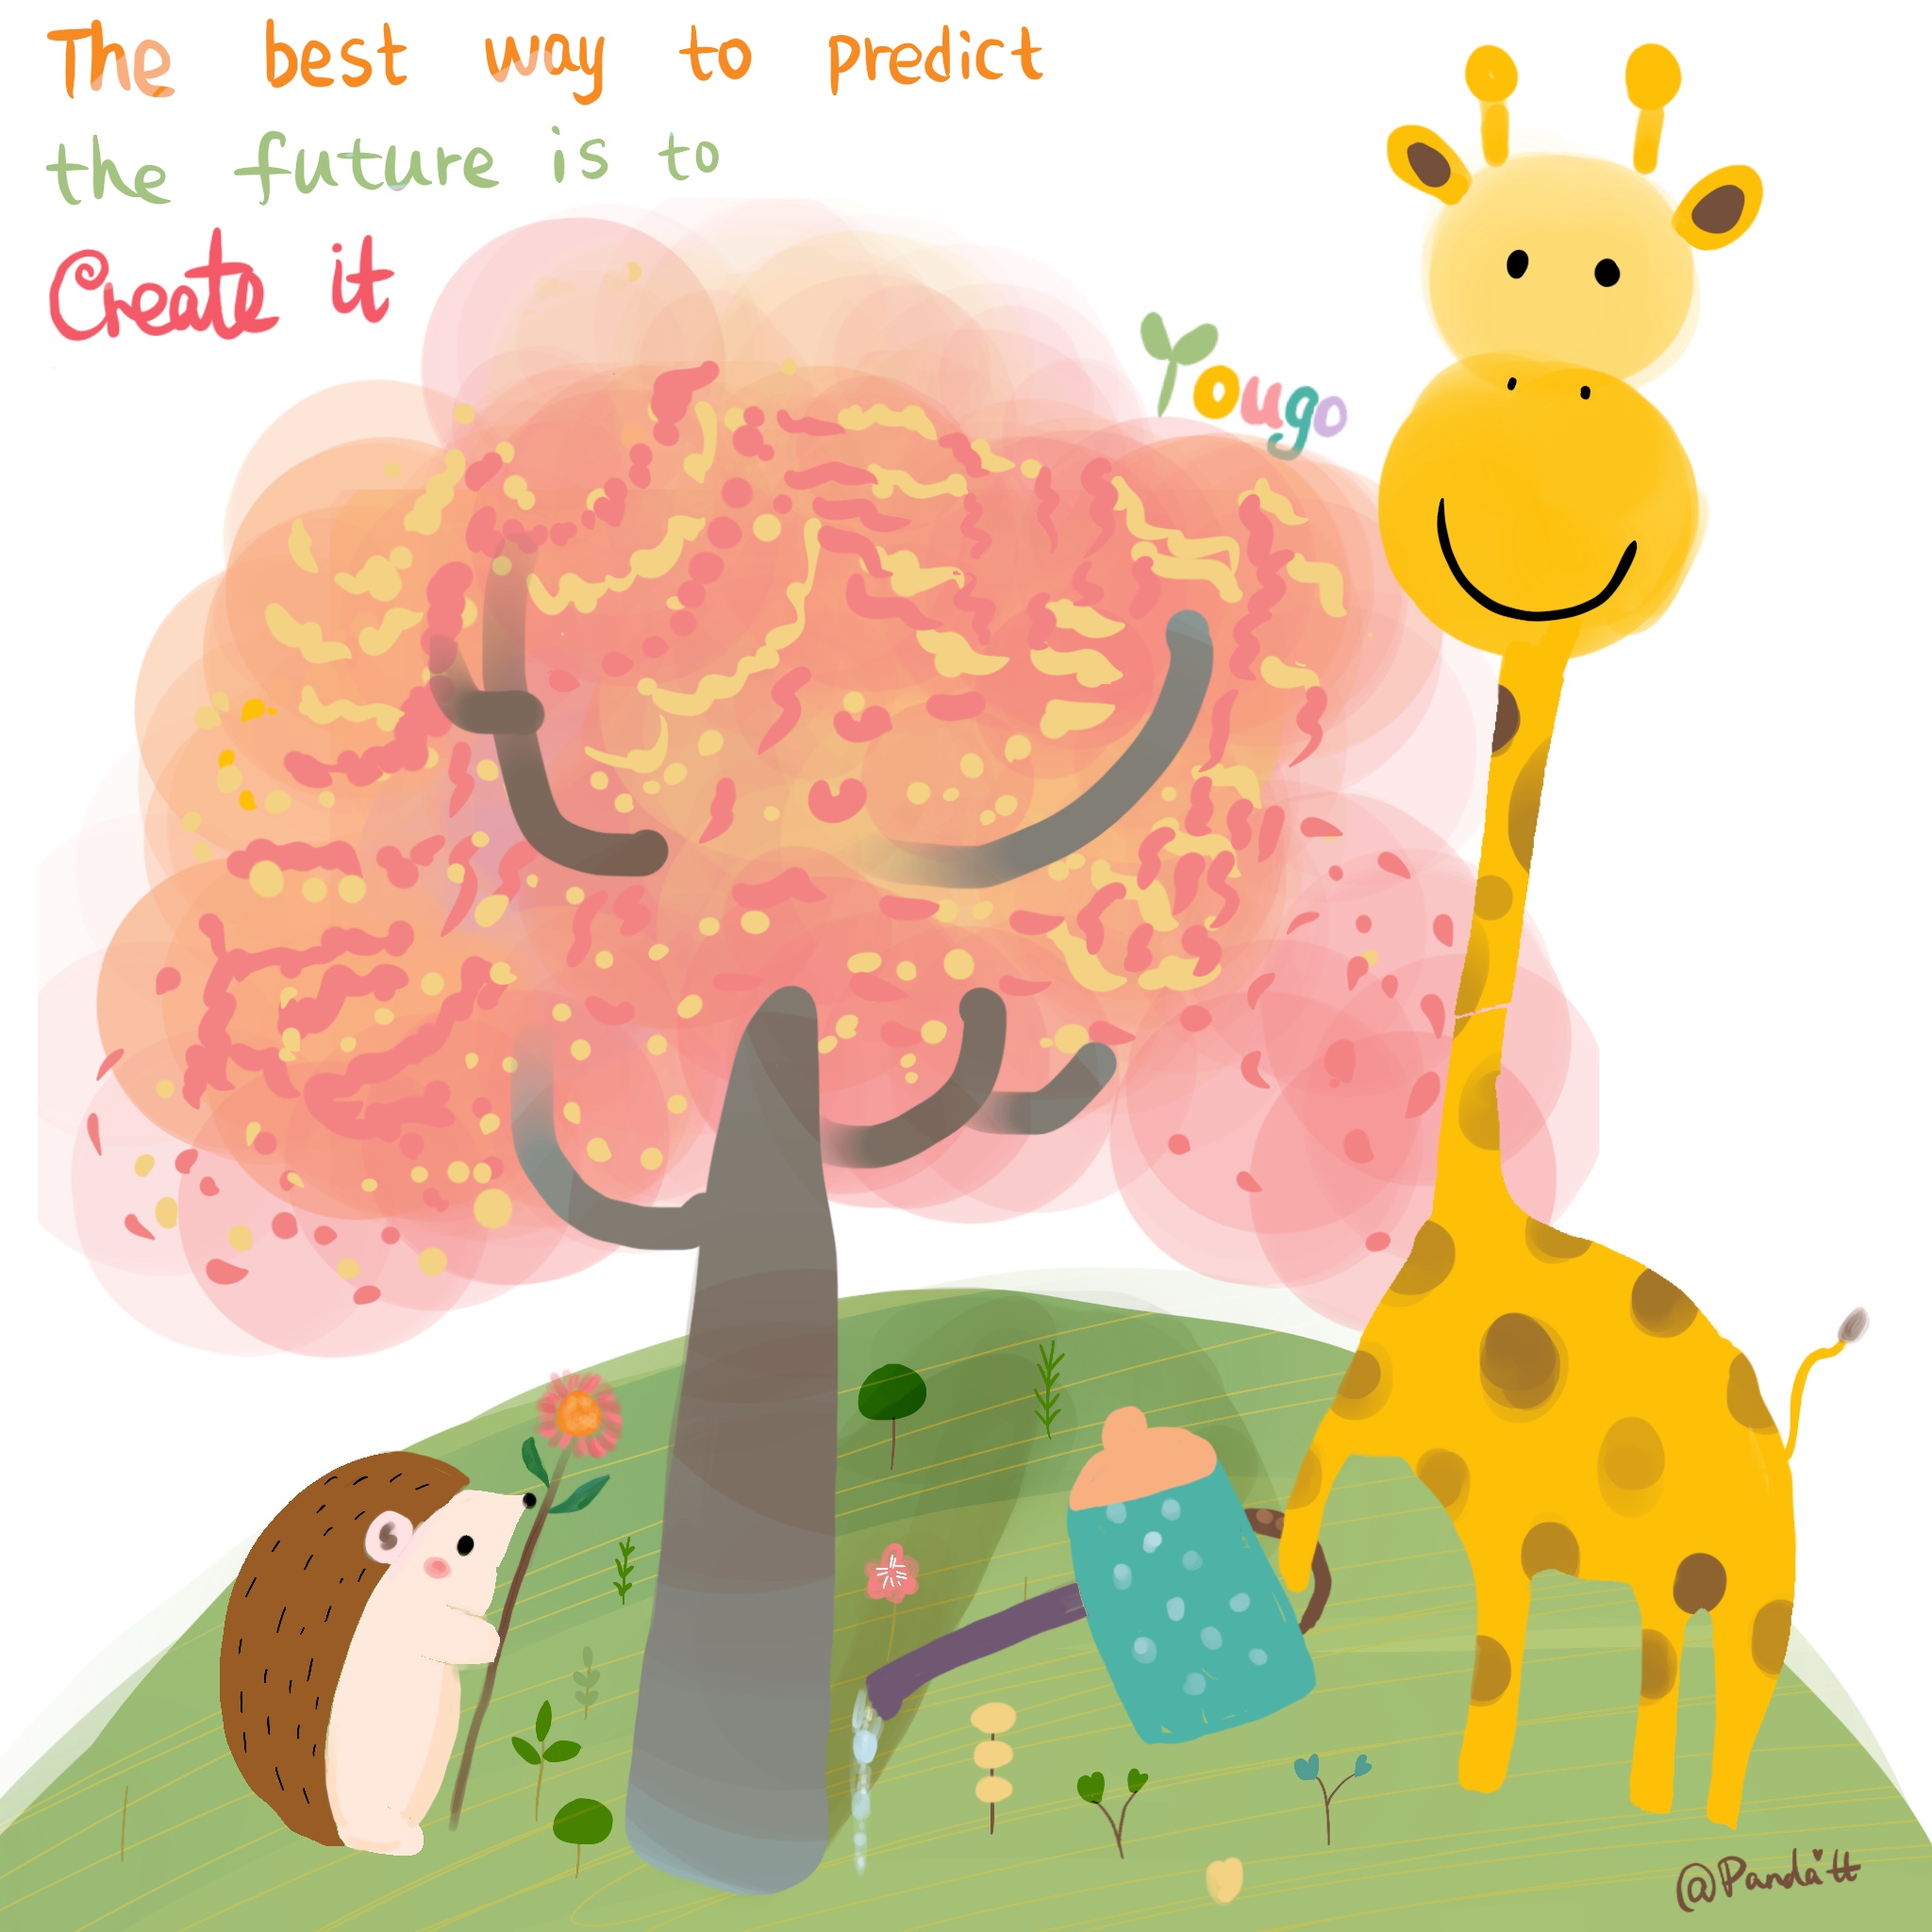 The best way to predict
the future is to
Create it
Yougo
@Panda tt